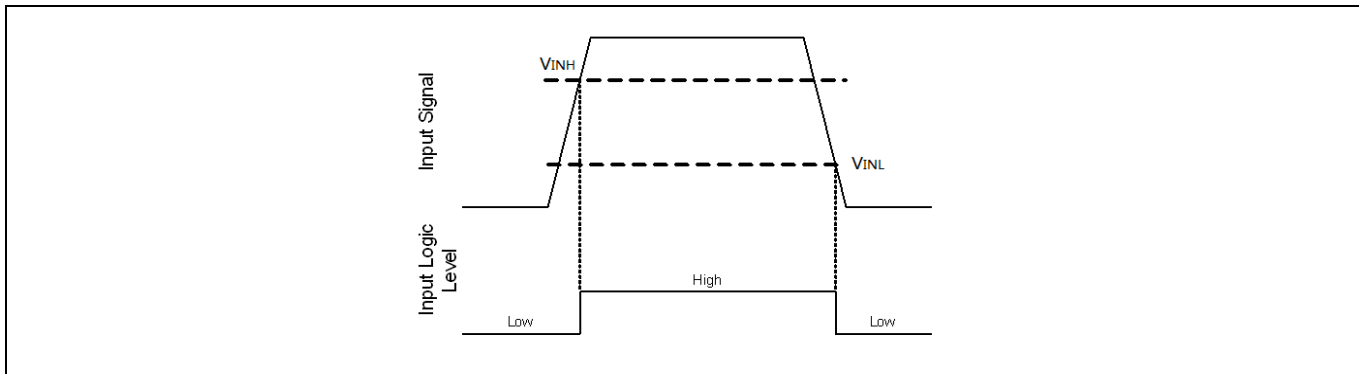 Input Signal
VINH
VINL
Input Logic
Level
High
Low
Low